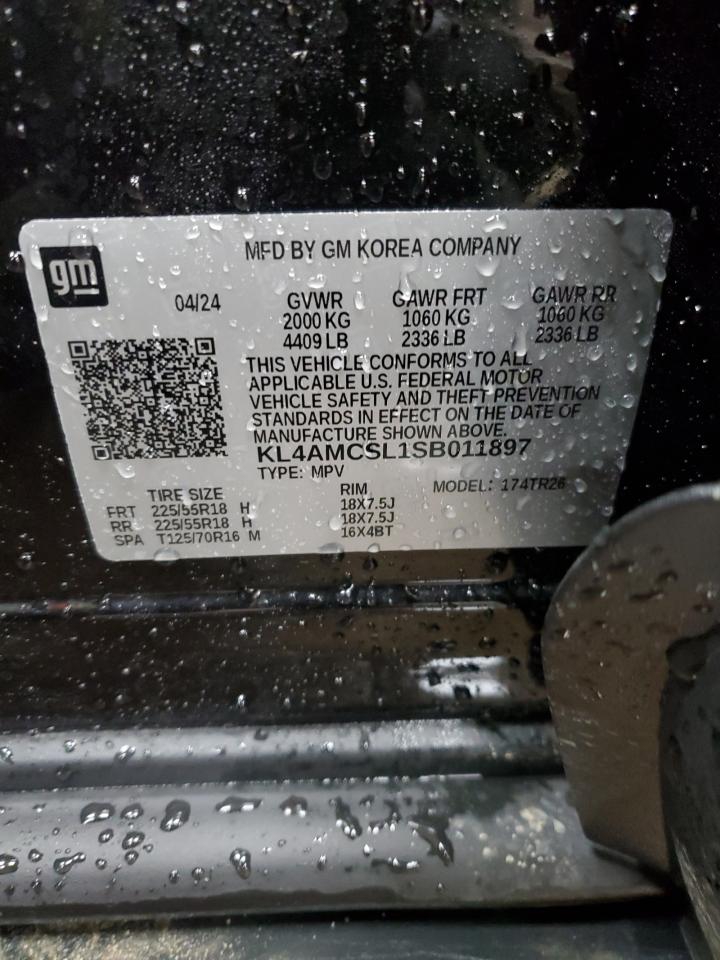 gm
MFD BY GM KOREA COMPANY
04/24 GVWR GAWR FRT GAWR RR
2000 KG 1060 KG 1060 KG
4409 LB 2336 LB 2336 LB
THIS VEHICLE CONFORMS TO ALL
APPLICABLE U.S. FEDERAL MOTOR
VEHICLE SAFETY AND THEFT PREVENTION
STANDARDS IN EFFECT ON THE DATE OF
MANUFACTURE SHOWN ABOVE.
KL4AMCSL1SB011897
TYPE: MPV
TIRE SIZE RIM MODEL: 174TR26
FRT 225/55R18 H 18X7.5J
RR 225/55R18 H 18X7.5J
SPA T125/70R16 M 16X4BT